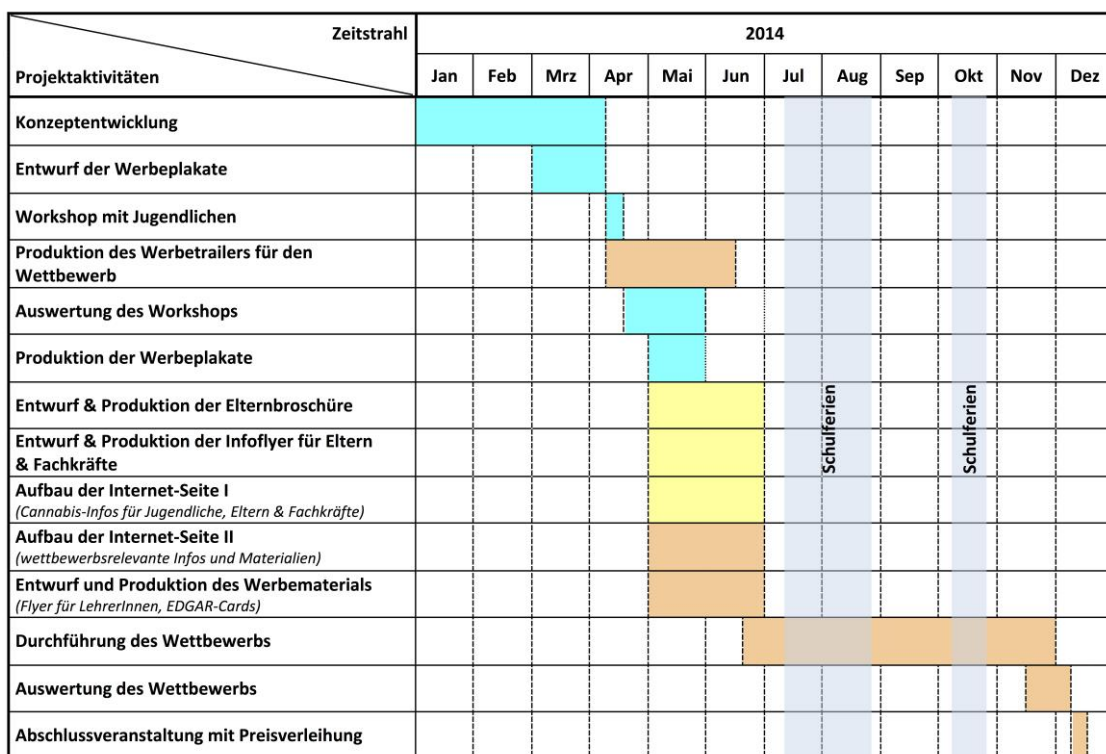 Zeitstrahl
2014
Projektaktivitäten
Jan Feb Mrz Apr Mai Jun Jul Aug Sep Okt Nov Dez
Konzeptentwicklung
Entwurf der Werbeplakate
Workshop mit Jugendlichen
Produktion des Werbetrailers für den
Wettbewerb
Auswertung des Workshops
Produktion der Werbeplakate
Entwurf & Produktion der Elternbroschüre
Entwurf & Produktion der Infoflyer für Eltern
& Fachkräfte
Aufbau der Internet-Seite I
(Cannabis-Infos für Jugendliche, Eltern & Fachkräfte)
Aufbau der Internet-Seite II
(wettbewerbsrelevante Infos und Materialien)
Entwurf und Produktion des Werbematerials
(Flyer für LehrerInnen, EDGAR-Cards)
Durchführung des Wettbewerbs
Auswertung des Wettbewerbs
Abschlussveranstaltung mit Preisverleihung
Schulferien
Schulferien